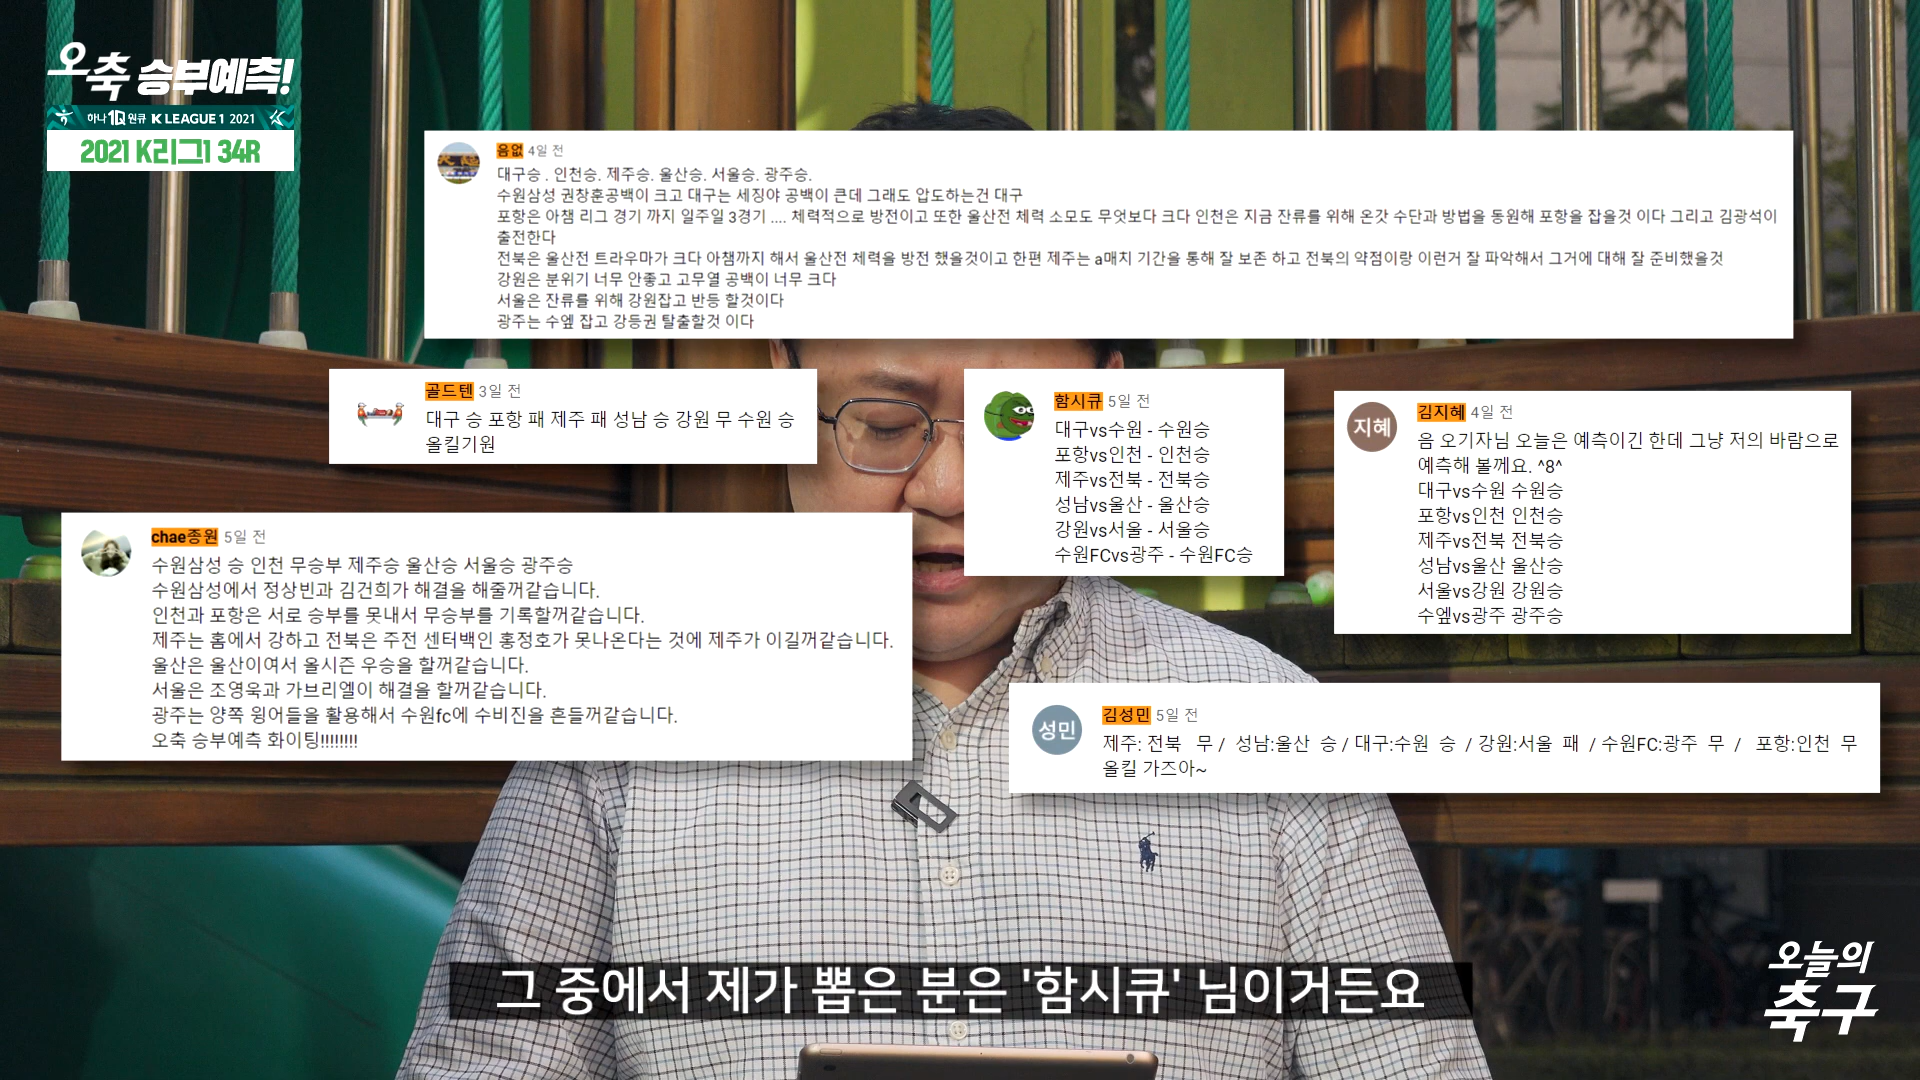 오축 승부예측!
하나 1Q 원큐 K LEAGUE 1 2021
2021 K리그1 34R
음없 4일 전
대구승 . 인천승. 제주승. 울산승. 서울승. 광주승.
수원삼성 권창훈공백이 크고 대구는 세징야 공백이 큰데 그래도 압도하는건 대구
포항은 아챔 리그 경기 까지 일주일 3경기 .... 체력적으로 방전이고 또한 울산전 체력 소모도 무엇보다 크다 인천은 지금 잔류를 위해 온갓 수단과 방법을 동원해 포항을 잡을것 이다 그리고 김광석이
출전한다
전북은 울산전 트라우마가 크다 아챔까지 해서 울산전 체력을 방전 했을것이고 한편 제주는 a매치 기간을 통해 잘 보존 하고 전북의 약점이랑 이런거 잘 파악해서 그거에 대해 잘 준비했을것
강원은 분위기 너무 안좋고 고무열 공백이 너무 크다
서울은 잔류를 위해 강원잡고 반등 할것이다
광주는 수엪 잡고 강등권 탈출할것 이다
골드텐 3일 전
대구 승 포항 패 제주 패 성남 승 강원 무 수원 승
올킬기원
함시큐 5일 전
대구vs수원 - 수원승
포항vs인천 - 인천승
제주vs전북 - 전북승
성남vs울산 - 울산승
강원vs서울 - 서울승
수원FCvs광주 - 수원FC승
지혜
김지혜 4일 전
음 오기자님 오늘은 예측이긴 한데 그냥 저의 바람으로
예측해 볼께요. ^8^
대구vs수원 수원승
포항vs인천 인천승
제주vs전북 전북승
성남vs울산 울산승
서울vs강원 강원승
수엪vs광주 광주승
chae종원 5일 전
수원삼성 승 인천 무승부 제주승 울산승 서울승 광주승
수원삼성에서 정상빈과 김건희가 해결을 해줄꺼같습니다.
인천과 포항은 서로 승부를 못내서 무승부를 기록할꺼같습니다.
제주는 홈에서 강하고 전북은 주전 센터백인 홍정호가 못나온다는 것에 제주가 이길꺼같습니다.
울산은 울산이여서 올시즌 우승을 할꺼같습니다.
서울은 조영욱과 가브리엘이 해결을 할꺼같습니다.
광주는 양쪽 윙어들을 활용해서 수원fc에 수비진을 흔들꺼같습니다.
오축 승부예측 화이팅!!!!!!!!
성민
김성민 5일 전
제주: 전북 무 / 성남:울산 승 / 대구:수원 승 / 강원:서울 패 / 수원FC:광주 무 / 포항:인천 무
올킬 가즈아~
그 중에서 제가 뽑은 분은 '함시큐' 님이거든요
오늘의
축구